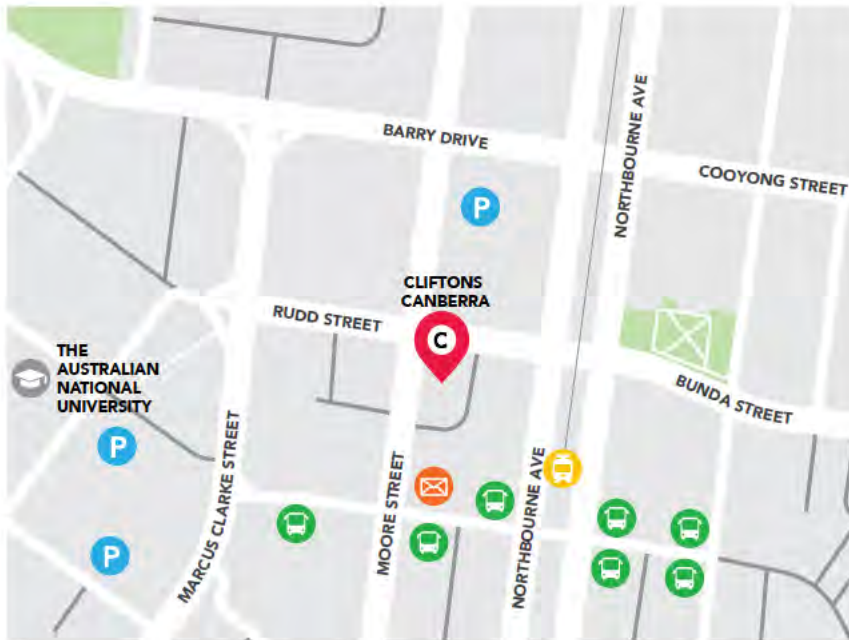 BARRY DRIVE
NORTHBOURNE AVE
COOYONG STREET
P
CLIFTONS
CANBERRA
C
RUDD STREET
THE
AUSTRALIAN
NATIONAL
UNIVERSITY
BUNDA STREET
P
MARCUS CLARKE STREET
MOORE STREET
NORTHBOURNE AVE
P